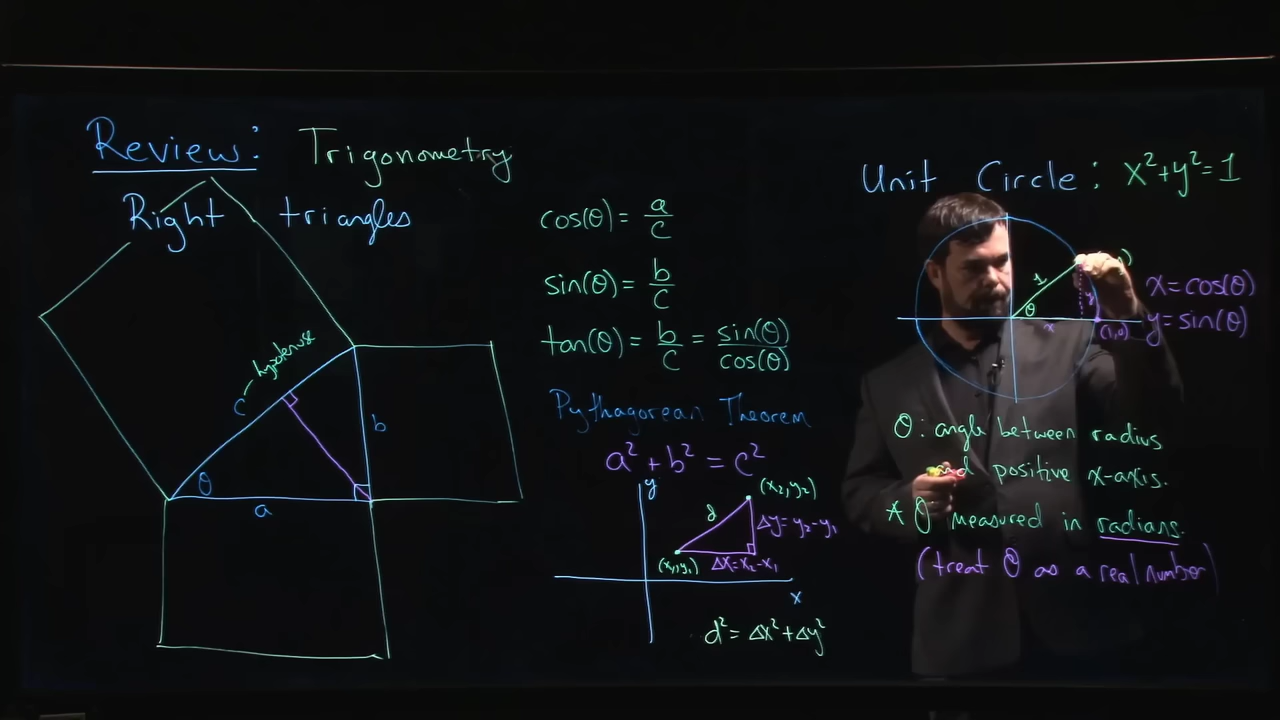 Review: Trigonometry
Right triangles
c
hypotenuse
θ
a
b
cos(θ) = a/c
sin(θ) = b/c
tan(θ) = b/c = sin(θ)/cos(θ)
Pythagorean Theorem
a² + b² = c²
y
(x₂,y₂)
d
Δy = y₂-y₁
(x₁,y₁)
Δx = x₂-x₁
x
d² = Δx² + Δy²
Unit Circle: x²+y²=1
1
θ
x
y
(1,0)
x = cos(θ)
y = sin(θ)
θ: angle between radius
and positive x-axis.
* θ measured in radians.
(treat θ as a real number)